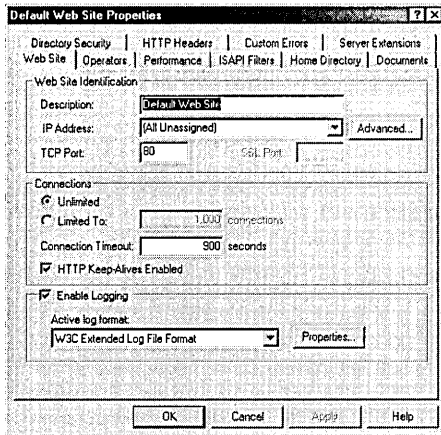 Default Web Site Properties ? X
Directory Security HTTP Headers Custom Errors Server Extensions
Web Site Operators Performance ISAPI Filters Home Directory Documents
Web Site Identification
Description: Default Web Site
IP Address: (All Unassigned) Advanced...
TCP Port: 80 SSL Port:
Connections
Unlimited
Limited To: 1,000 connections
Connection Timeout: 900 seconds
HTTP Keep-Alives Enabled
Enable Logging
Active log format:
W3C Extended Log File Format Properties...
OK Cancel Apply Help